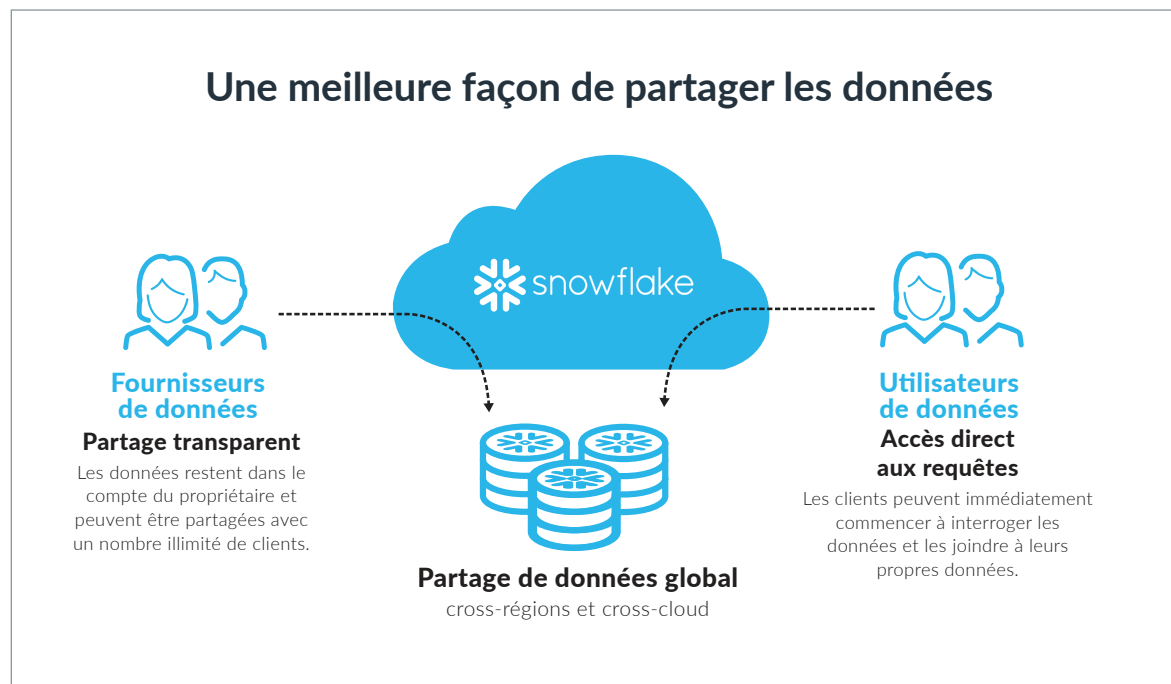 Une meilleure façon de partager les données
snowflake
Fournisseurs
de données
Partage transparent
Les données restent dans le
compte du propriétaire et
peuvent être partagées avec
un nombre illimité de clients.
Partage de données global
cross-régions et cross-cloud
Utilisateurs
de données
Accès direct
aux requêtes
Les clients peuvent immédiatement
commencer à interroger les
données et les joindre à leurs
propres données.